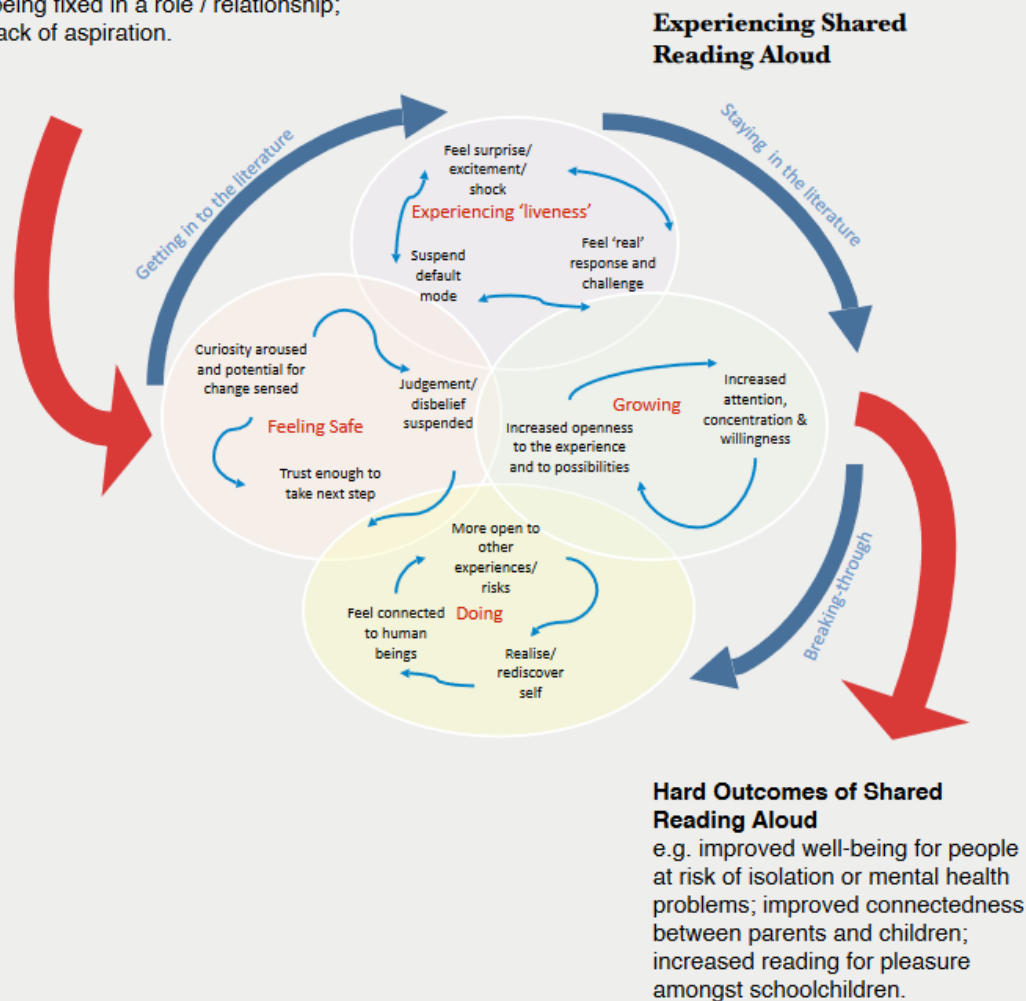 being fixed in a role / relationship;
lack of aspiration.
Experiencing Shared
Reading Aloud
Getting in to the literature
Staying in the literature
Feel surprise/
excitement/
shock
Experiencing ‘liveness’
Suspend
default
mode
Feel ‘real’
response and
challenge
Curiosity aroused
and potential for
change sensed
Judgement/
disbelief
suspended
Feeling Safe
Trust enough to
take next step
Increased
attention,
concentration &
willingness
Growing
Increased openness
to the experience
and to possibilities
More open to
other
experiences/
risks
Feel connected
to human
beings
Doing
Realise/
rediscover
self
Breaking-through
Hard Outcomes of Shared
Reading Aloud
e.g. improved well-being for people
at risk of isolation or mental health
problems; improved connectedness
between parents and children;
increased reading for pleasure
amongst schoolchildren.